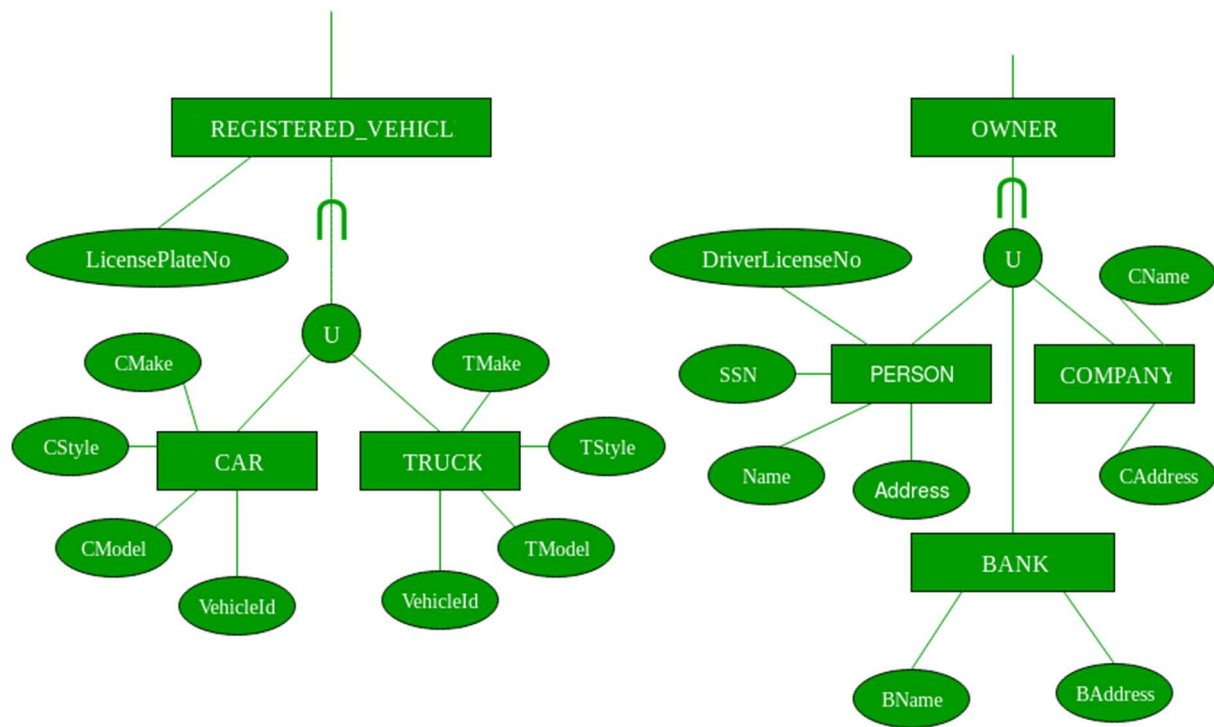 REGISTERED_VEHICL
OWNER
LicensePlateNo
U
DriverLicenseNo
U
CName
CMake
TMake
SSN
PERSON
COMPANY
CStyle
CAR
TRUCK
TStyle
Name
Address
CAddress
CModel
TModel
VehicleId
VehicleId
BANK
BName
BAddress